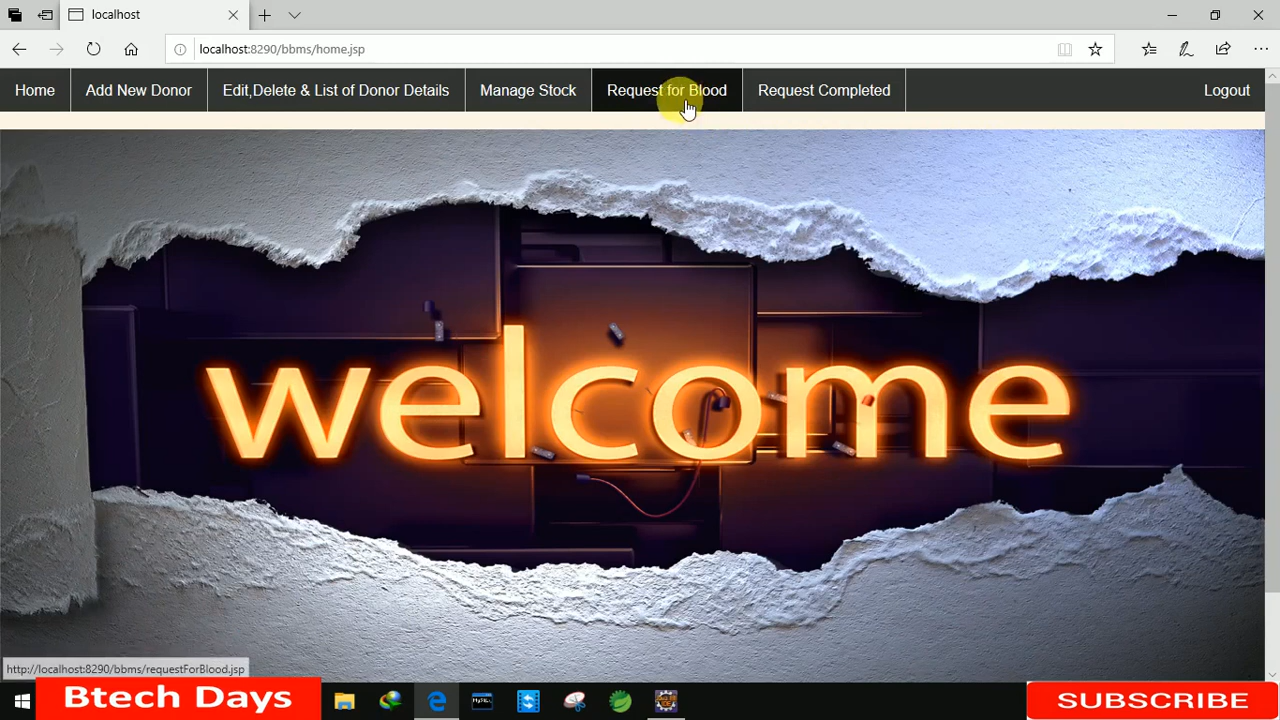 localhost
localhost:8290/bbms/home.jsp
Home
Add New Donor
Edit,Delete & List of Donor Details
Manage Stock
Request for Blood
Request Completed
Logout
welcome
http://localhost:8290/bbms/requestForBlood.jsp
Btech Days
SUBSCRIBE